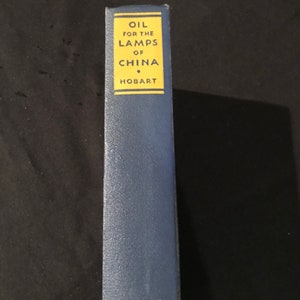 OIL
FOR THE
LAMPS
OF
CHINA
•
HOBART